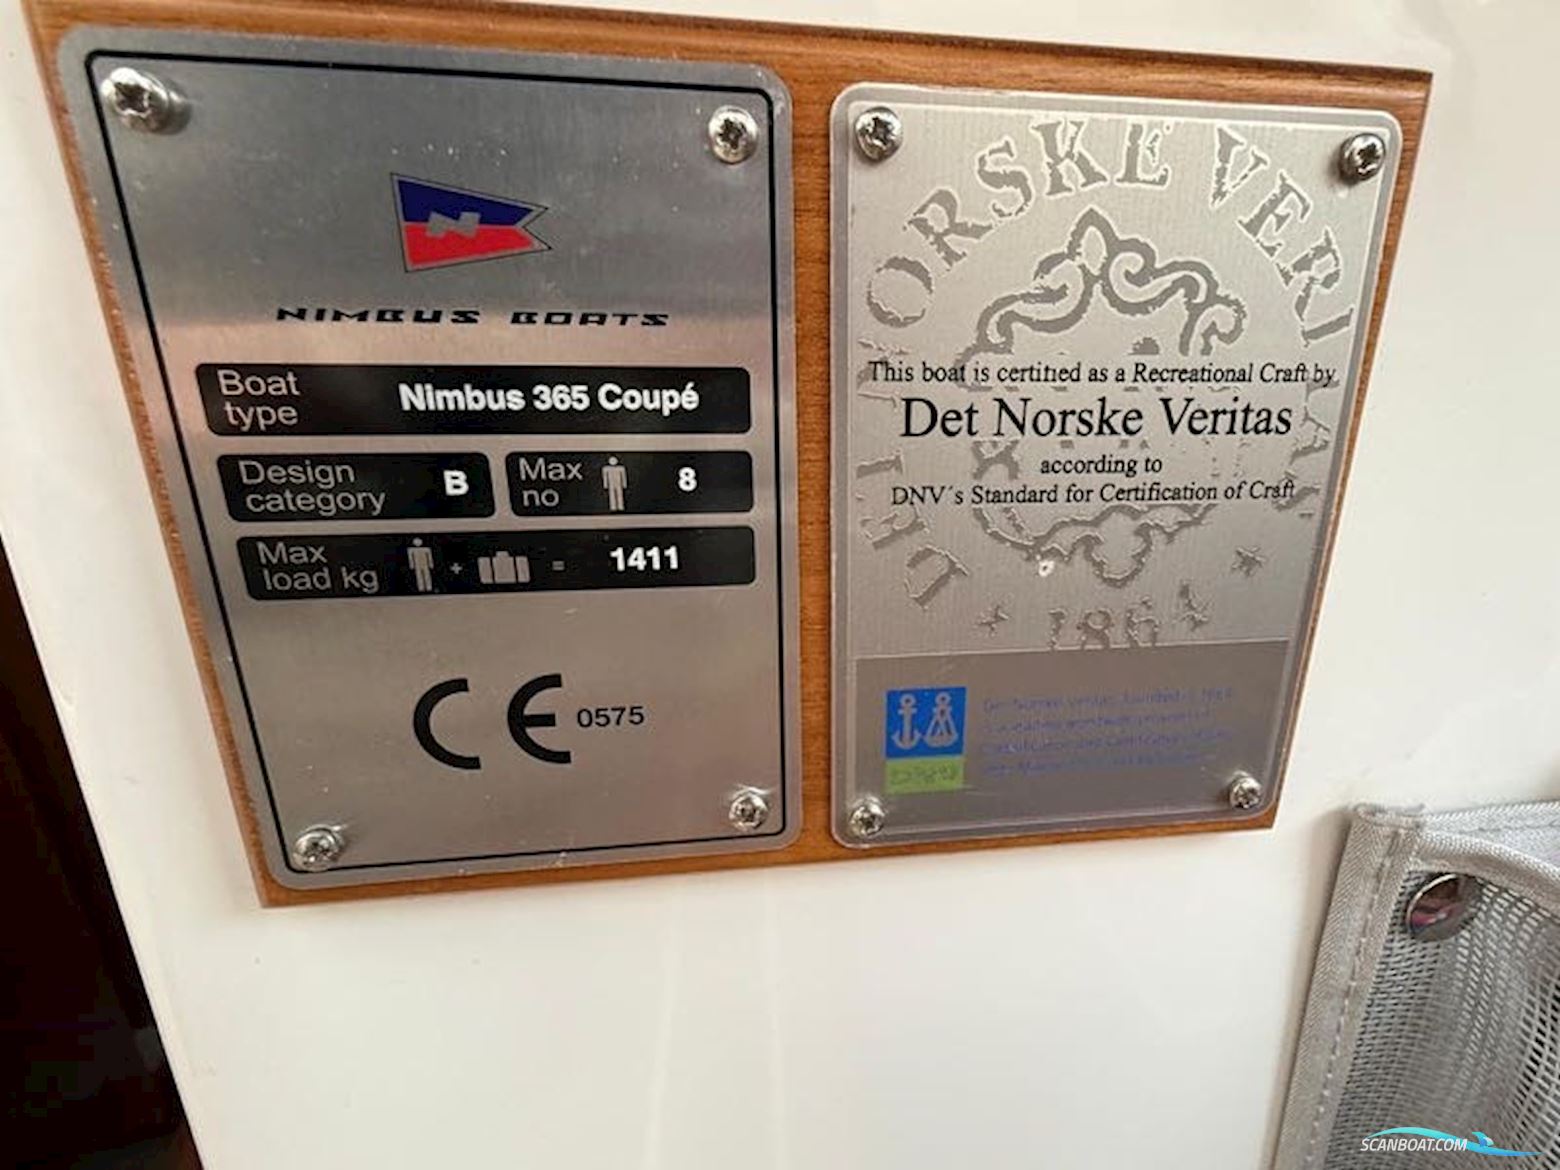 NIMBUS BOATS
Boat type Nimbus 365 Coupé
Design category B
Max no 8
Max load kg + = 1411
CE 0575
ORSKE VERI
This boat is certified as a Recreational Craft by
Det Norske Veritas
according to
DNV´s Standard for Certification of Craft
1864
SCANBOAT.COM